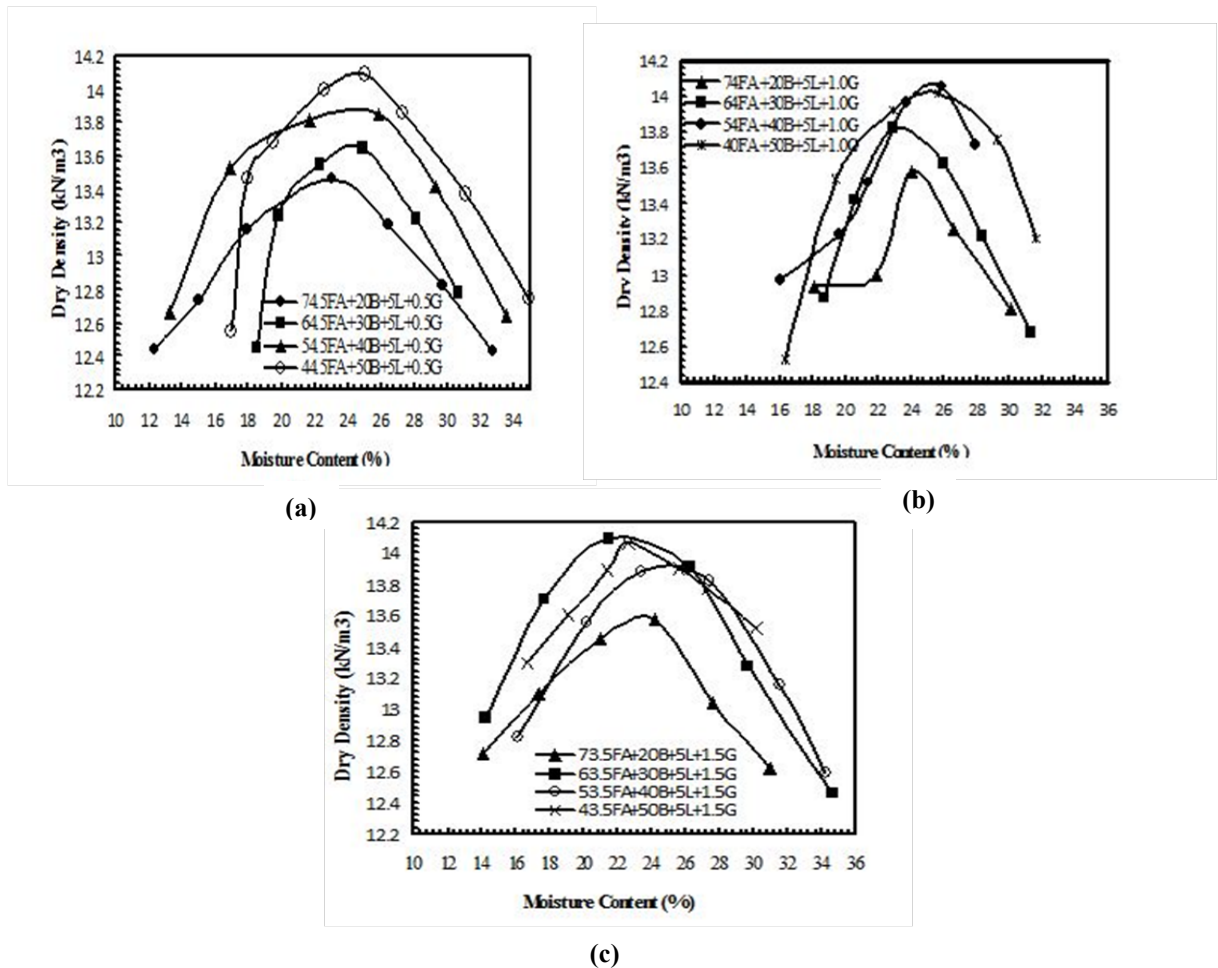 14.2
14
13.8
13.6
13.4
13.2
13
12.8
12.6
12.4
12.2
Dry Density (kN/m3)
74.5FA+20B+5L+0.5G
64.5FA+30B+5L+0.5G
54.5FA+40B+5L+0.5G
44.5FA+50B+5L+0.5G
10 12 14 16 18 20 22 24 26 28 30 32 34
Moisture Content (%)
(a)
14.2
14
13.8
13.6
13.4
13.2
13
12.8
12.6
12.4
Dry Density (kN/m3)
74FA+20B+5L+1.0G
64FA+30B+5L+1.0G
54FA+40B+5L+1.0G
40FA+50B+5L+1.0G
10 12 14 16 18 20 22 24 26 28 30 32 34 36
Moisture Content (%)
(b)
14.2
14
13.8
13.6
13.4
13.2
13
12.8
12.6
12.4
12.2
Dry Density (kN/m3)
73.5FA+20B+5L+1.5G
63.5FA+30B+5L+1.5G
53.5FA+40B+5L+1.5G
43.5FA+50B+5L+1.5G
10 12 14 16 18 20 22 24 26 28 30 32 34 36
Moisture Content (%)
(c)